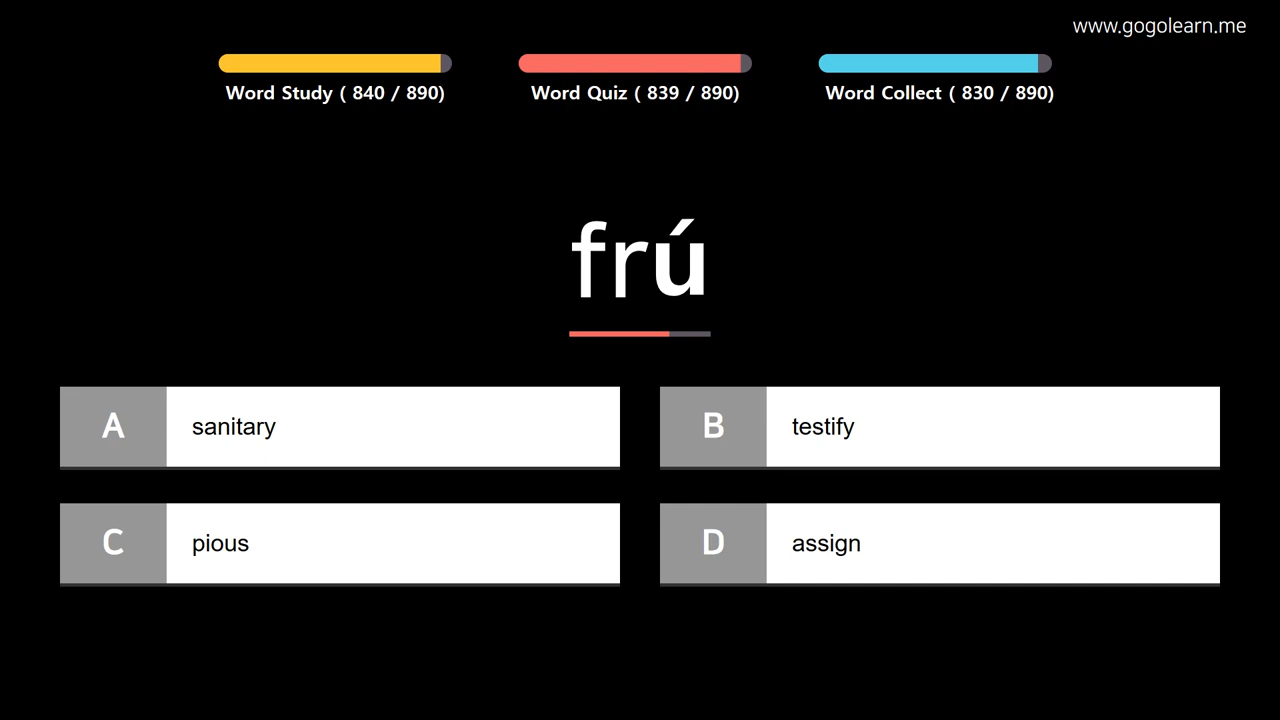 www.gogolearn.me
Word Study ( 840 / 890)
Word Quiz ( 839 / 890)
Word Collect ( 830 / 890)
frú
A sanitary
B testify
C pious
D assign